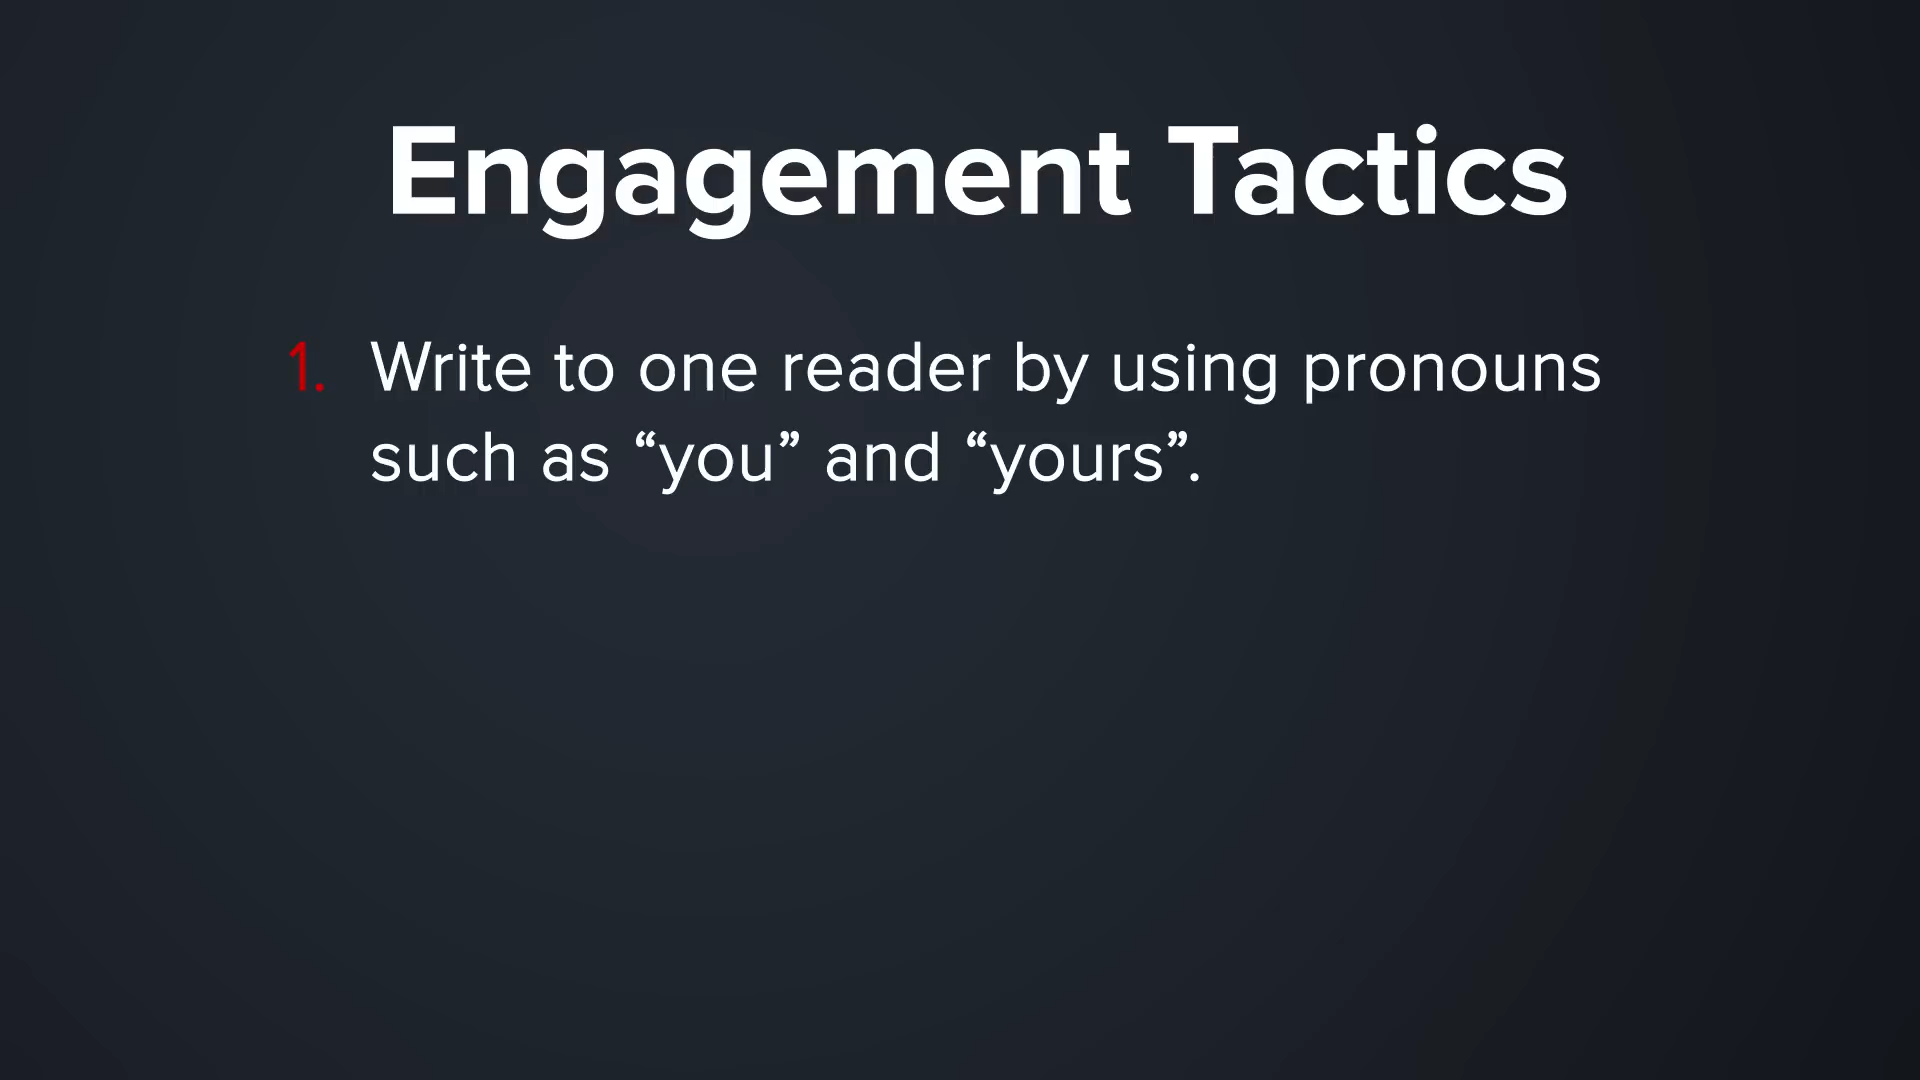 Engagement Tactics
1. Write to one reader by using pronouns
such as “you” and “yours”.